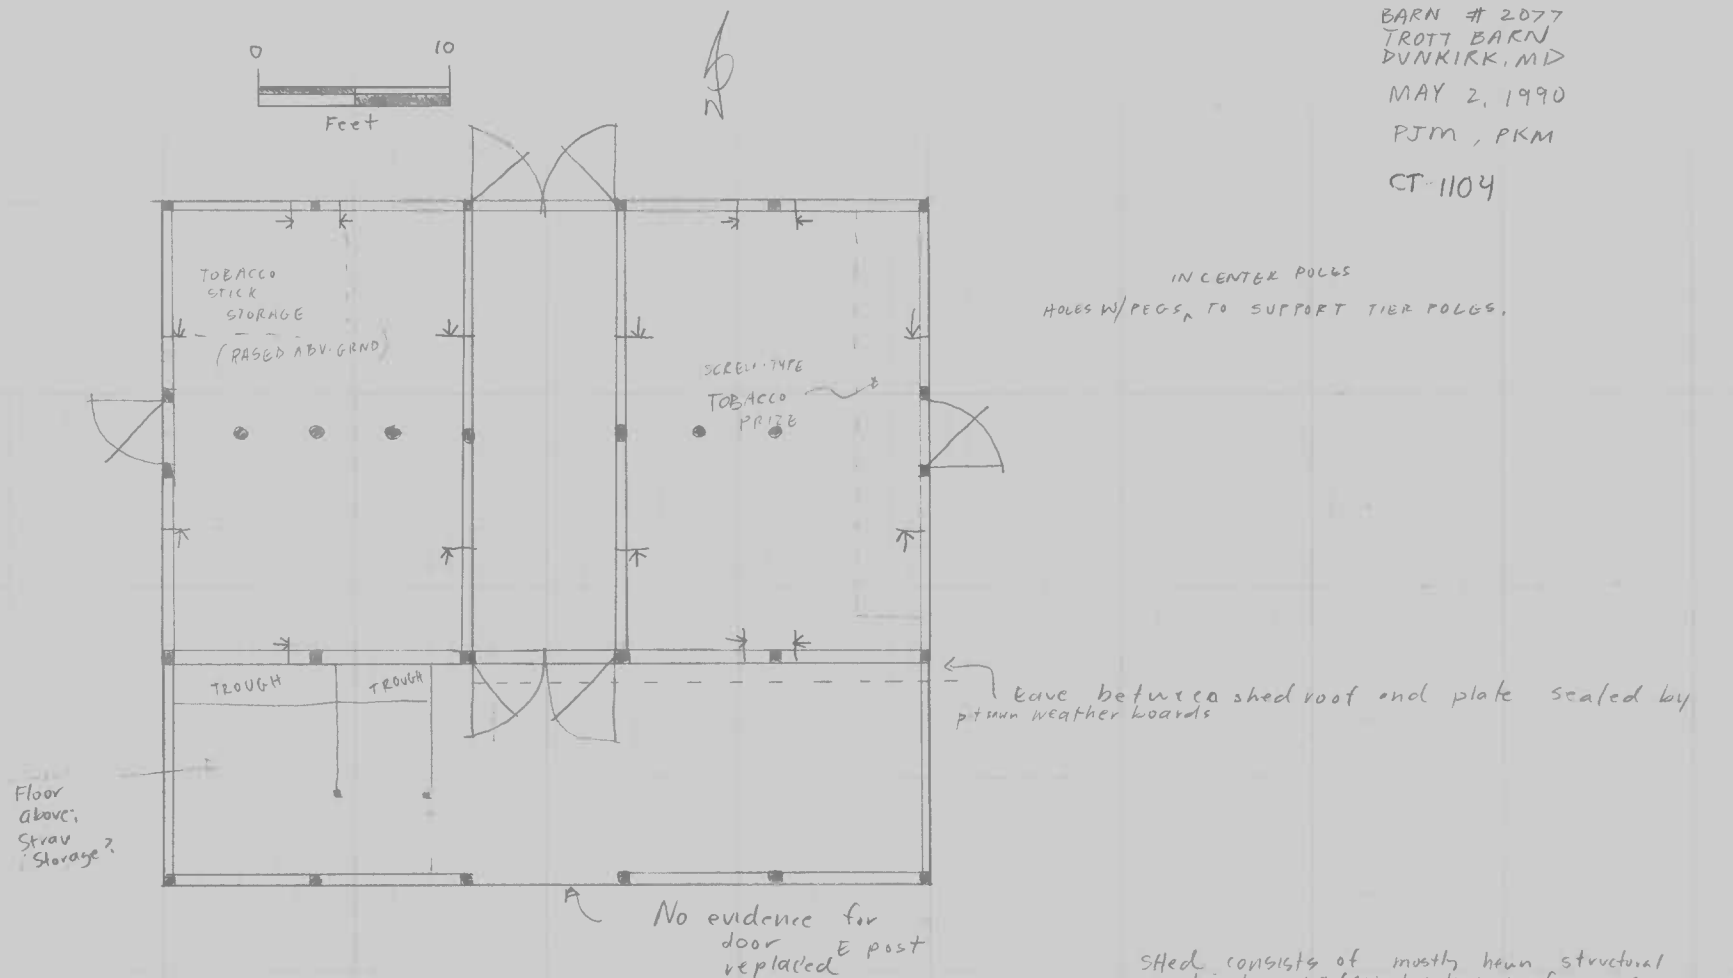 BARN # 2077
TROTT BARN
DUNKIRK, MD
MAY 2, 1990
PJM, PKM
CT 1104
0 10
Feet
N
TOBACCO
STICK
STORAGE
(RASED ABV. GRND)
SCREW-TYPE
TOBACCO
PRIZE
IN CENTER POLES
HOLES W/PEGS, TO SUPPORT TIER POLES.
TROUGH TROUGH
Eave between shed roof and plate sealed by
weather boards
Floor
above;
Straw
Storage?
No evidence for
door E post
replaced
SHed consists of mostly hewn structural